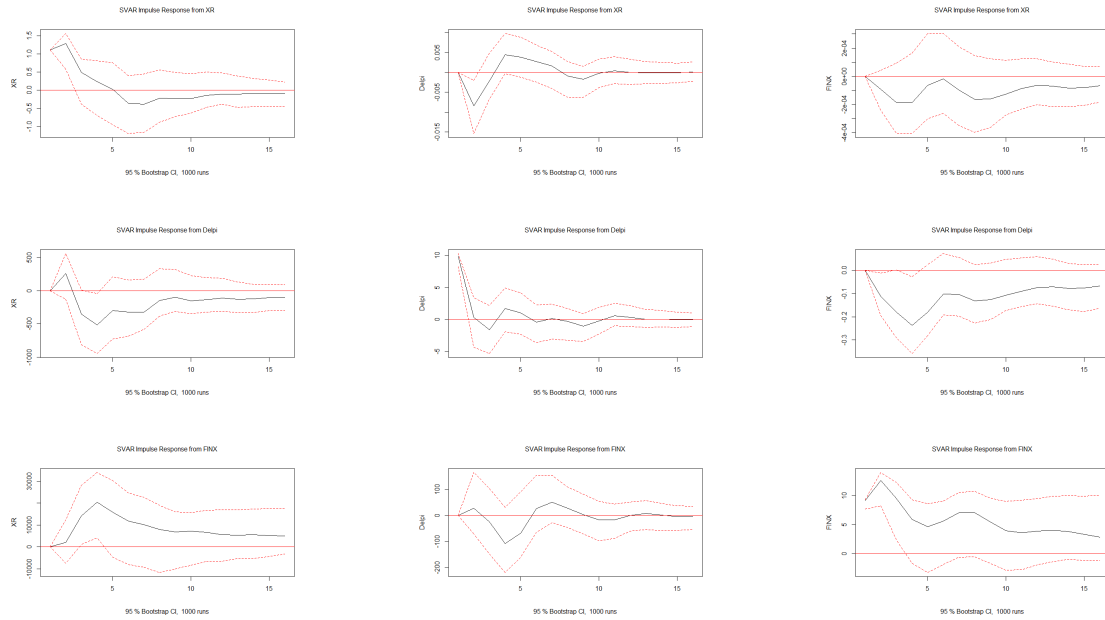 SVAR Impulse Response from XR
XR
1.5
1.0
0.5
0.0
-0.5
-1.0
5
10
15
95 % Bootstrap CI, 1000 runs
SVAR Impulse Response from XR
Delpi
0.005
-0.005
-0.015
5
10
15
95 % Bootstrap CI, 1000 runs
SVAR Impulse Response from XR
FINX
2e-04
0e+00
-2e-04
-4e-04
5
10
15
95 % Bootstrap CI, 1000 runs
SVAR Impulse Response from Delpi
XR
500
0
-500
-1000
5
10
15
95 % Bootstrap CI, 1000 runs
SVAR Impulse Response from Delpi
Delpi
10
5
0
-5
5
10
15
95 % Bootstrap CI, 1000 runs
SVAR Impulse Response from Delpi
FINX
0.0
-0.1
-0.2
-0.3
5
10
15
95 % Bootstrap CI, 1000 runs
SVAR Impulse Response from FINX
XR
30000
10000
0
-10000
5
10
15
95 % Bootstrap CI, 1000 runs
SVAR Impulse Response from FINX
Delpi
100
0
-100
-200
5
10
15
95 % Bootstrap CI, 1000 runs
SVAR Impulse Response from FINX
FINX
10
5
0
5
10
15
95 % Bootstrap CI, 1000 runs